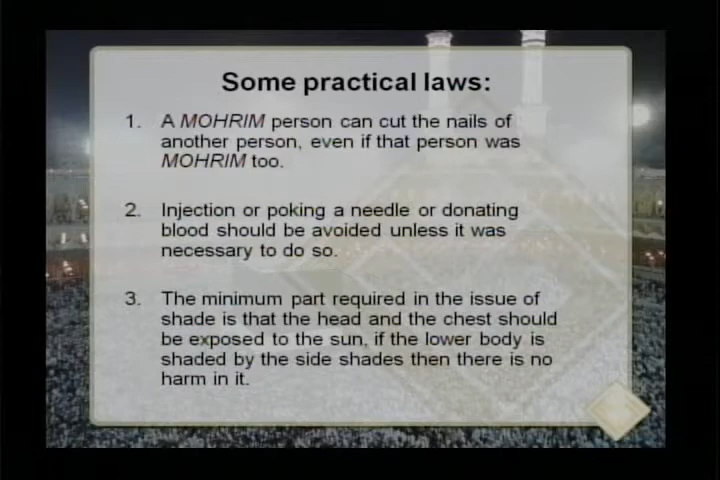 Some practical laws:
1. A MOHRIM person can cut the nails of
another person, even if that person was
MOHRIM too.
2. Injection or poking a needle or donating
blood should be avoided unless it was
necessary to do so.
3. The minimum part required in the issue of
shade is that the head and the chest should
be exposed to the sun, if the lower body is
shaded by the side shades then there is no
harm in it.